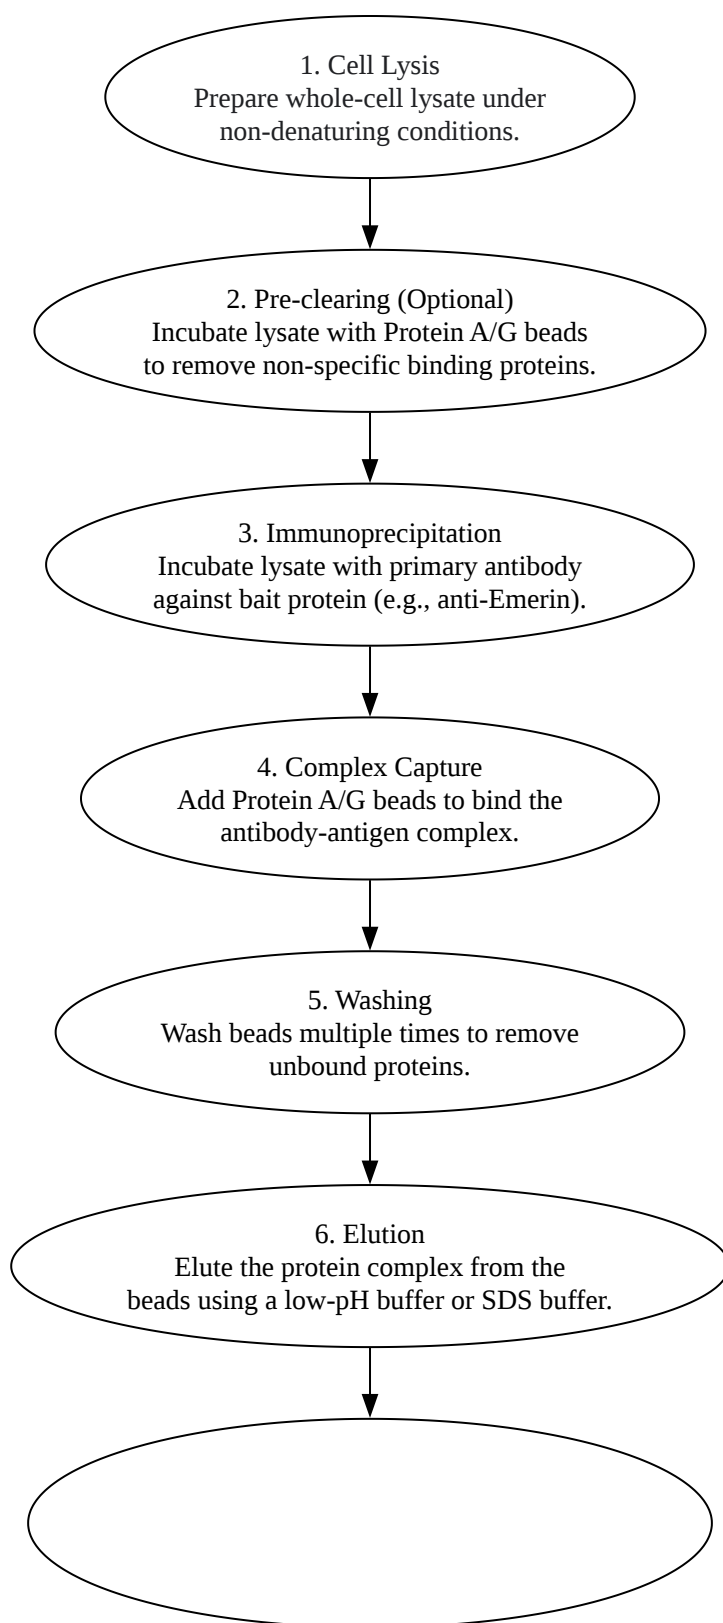 1. Cell Lysis
Prepare whole-cell lysate under
non-denaturing conditions.
2. Pre-clearing (Optional)
Incubate lysate with Protein A/G beads
to remove non-specific binding proteins.
3. Immunoprecipitation
Incubate lysate with primary antibody
against bait protein (e.g., anti-Emerin).
4. Complex Capture
Add Protein A/G beads to bind the
antibody-antigen complex.
5. Washing
Wash beads multiple times to remove
unbound proteins.
6. Elution
Elute the protein complex from the
beads using a low-pH buffer or SDS buffer.